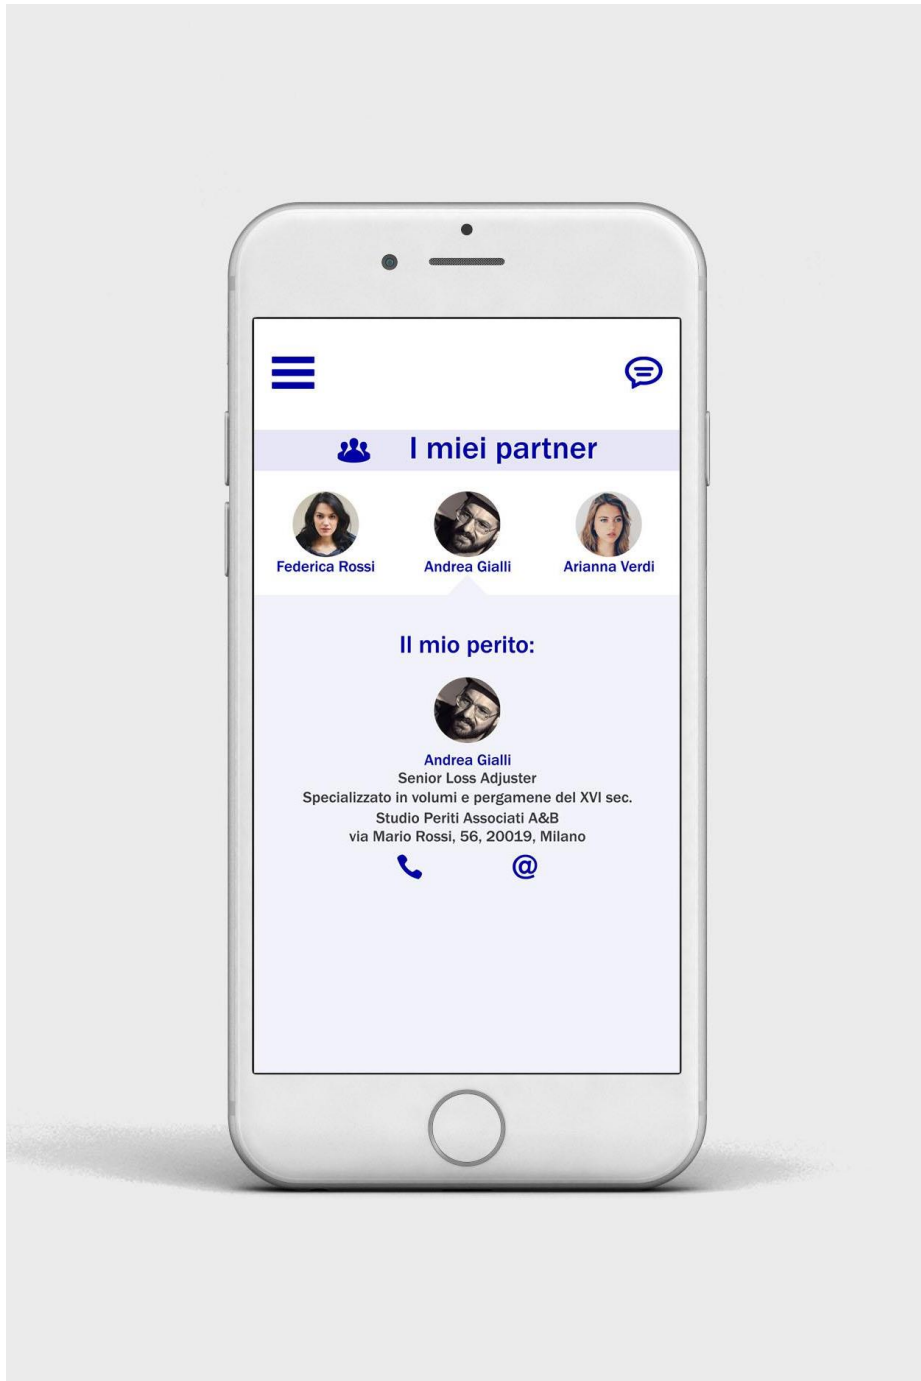 I miei partner
Federica Rossi
Andrea Gialli
Arianna Verdi
Il mio perito:
Andrea Gialli
Senior Loss Adjuster
Specializzato in volumi e pergamene del XVI sec.
Studio Periti Associati A&B
via Mario Rossi, 56, 20019, Milano
@